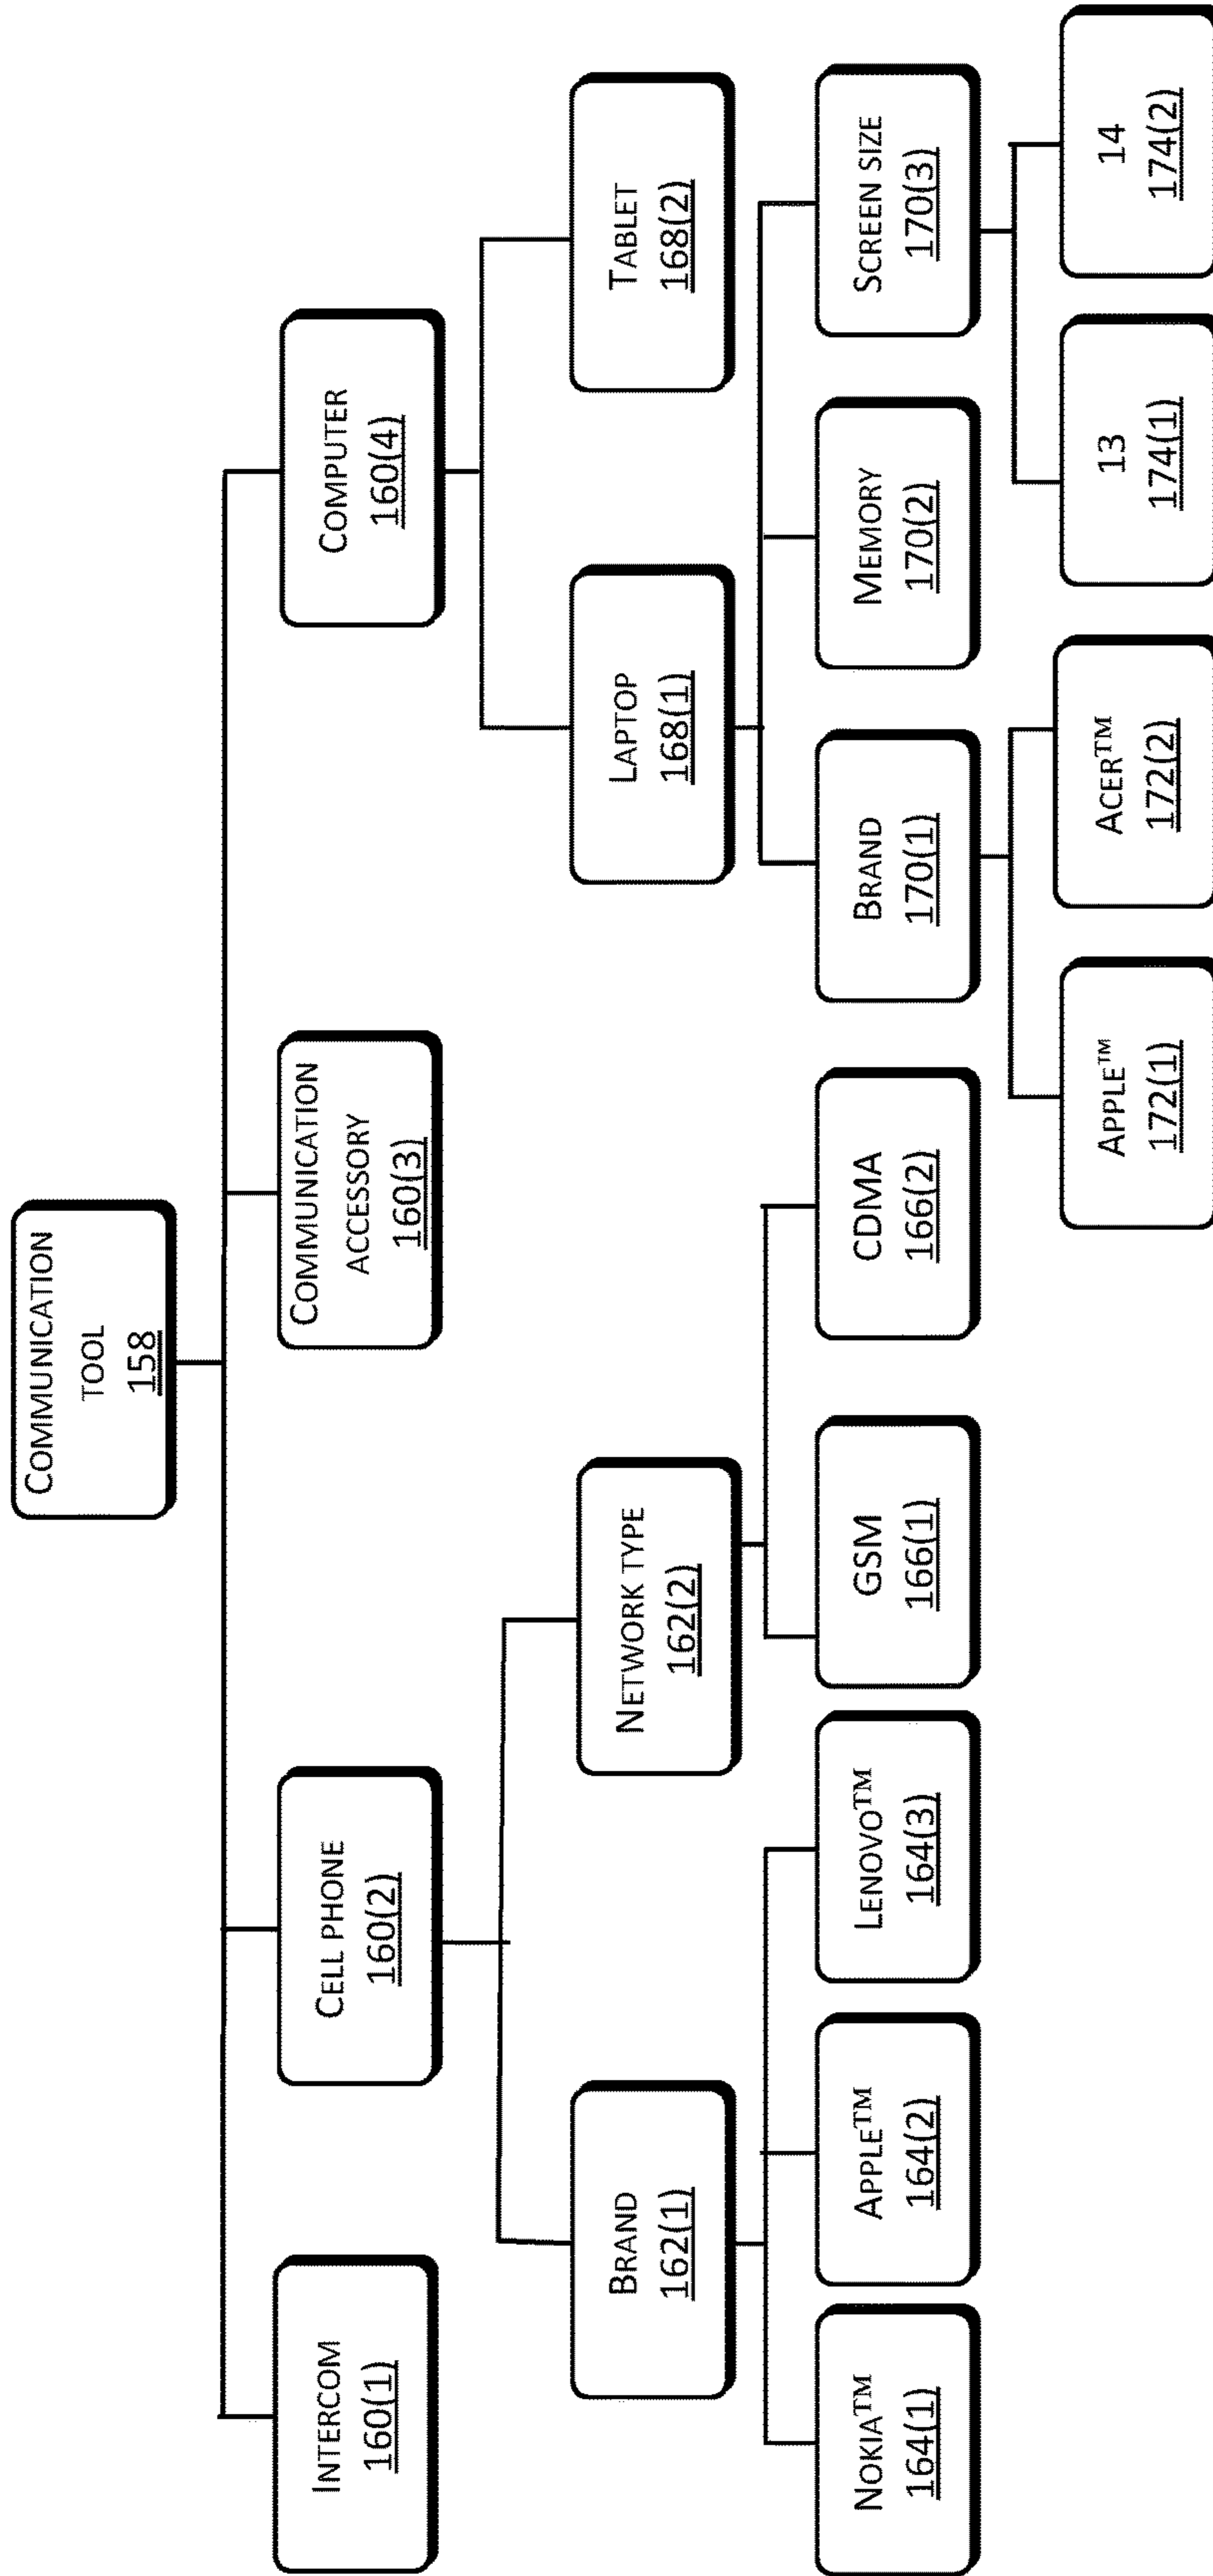 COMMUNICATION
TOOL
158
INTERCOM
160(1)
CELL PHONE
160(2)
COMMUNICATION
ACCESSORY
160(3)
COMPUTER
160(4)
BRAND
162(1)
NETWORK TYPE
162(2)
LAPTOP
168(1)
TABLET
168(2)
NOKIA™
164(1)
APPLE™
164(2)
LENOVO™
164(3)
GSM
166(1)
CDMA
166(2)
BRAND
170(1)
MEMORY
170(2)
SCREEN SIZE
170(3)
APPLE™
172(1)
ACER™
172(2)
13
174(1)
14
174(2)